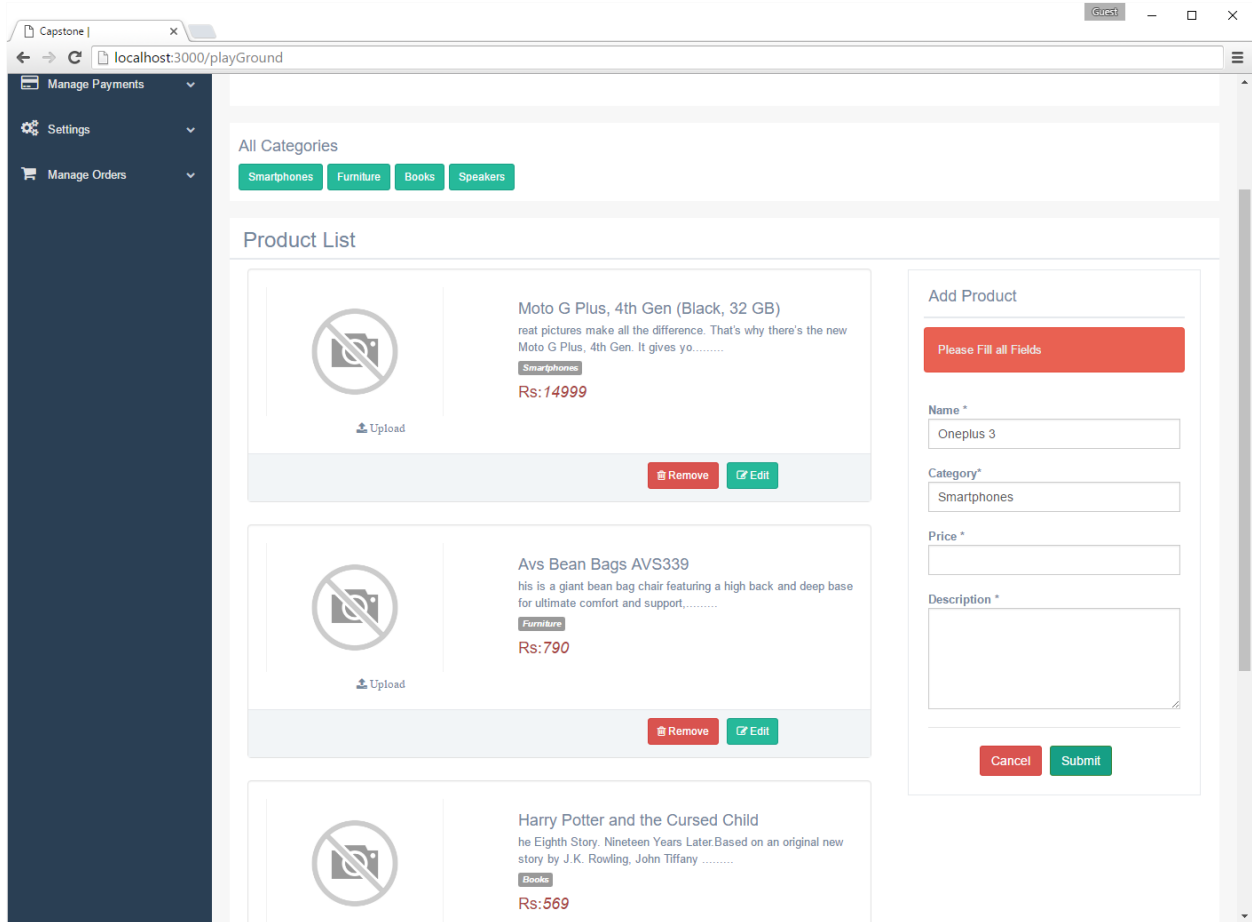 Guest
Capstone |
localhost:3000/playGround
Manage Payments
Settings
Manage Orders
All Categories
Smartphones
Furniture
Books
Speakers
Product List
Moto G Plus, 4th Gen (Black, 32 GB)
reat pictures make all the difference. That's why there's the new
Moto G Plus, 4th Gen. It gives yo.........
Smartphones
Rs:14999
Upload
Remove
Edit
Avs Bean Bags AVS339
his is a giant bean bag chair featuring a high back and deep base
for ultimate comfort and support,.........
Furniture
Rs:790
Upload
Remove
Edit
Harry Potter and the Cursed Child
he Eighth Story. Nineteen Years Later.Based on an original new
story by J.K. Rowling, John Tiffany .........
Books
Rs:569
Add Product
Please Fill all Fields
Name *
Oneplus 3
Category*
Smartphones
Price *
Description *
Cancel
Submit